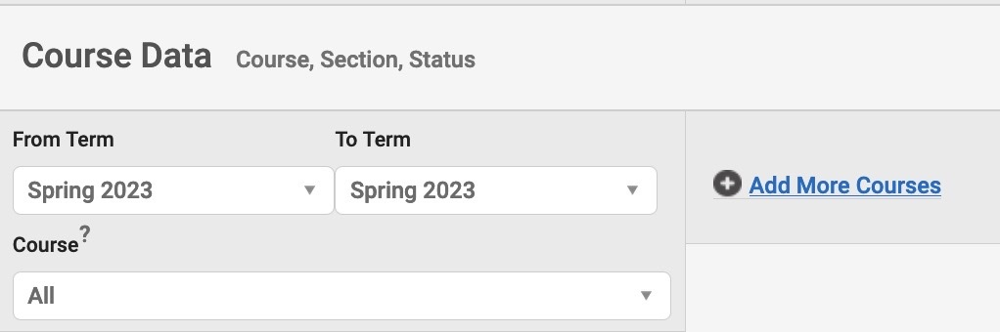 Course Data Course, Section, Status
From Term To Term
Spring 2023 Spring 2023
Add More Courses
Course?
All